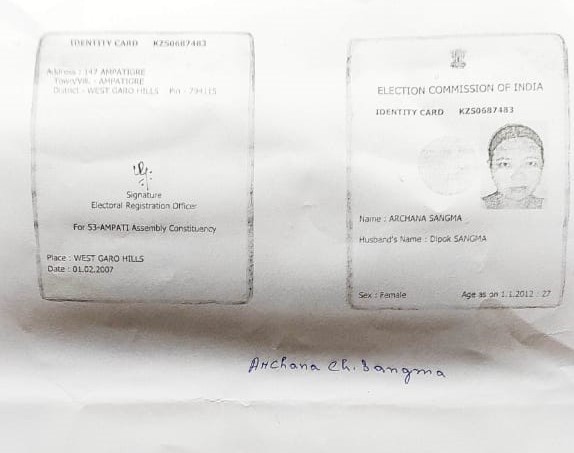 IDENTITY CARD KZS0687483
Address : 147 AMPATIGRE
Town/Vill. : AMPATIGRE
District : WEST GARO HILLS Pin - 794115
Signature
Electoral Registration Officer
For 53-AMPATI Assembly Constituency
Place : WEST GARO HILLS
Date : 01.02.2007
ELECTION COMMISSION OF INDIA
IDENTITY CARD KZS0687483
Name : ARCHANA SANGMA
Husband's Name : Dipok SANGMA
Sex : Female Age as on 1.1.2012 : 27
Archana Ch. Sangma